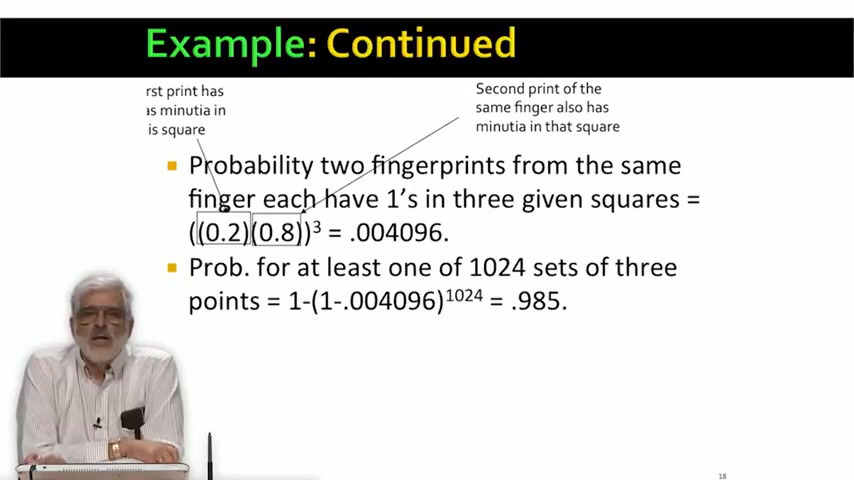 Example: Continued
rst print has
as minutia in
is square
Second print of the
same finger also has
minutia in that square
Probability two fingerprints from the same
finger each have 1's in three given squares =
((0.2)(0.8))³ = .004096.
Prob. for at least one of 1024 sets of three
points = 1-(1-.004096)¹⁰²⁴ = .985.
18